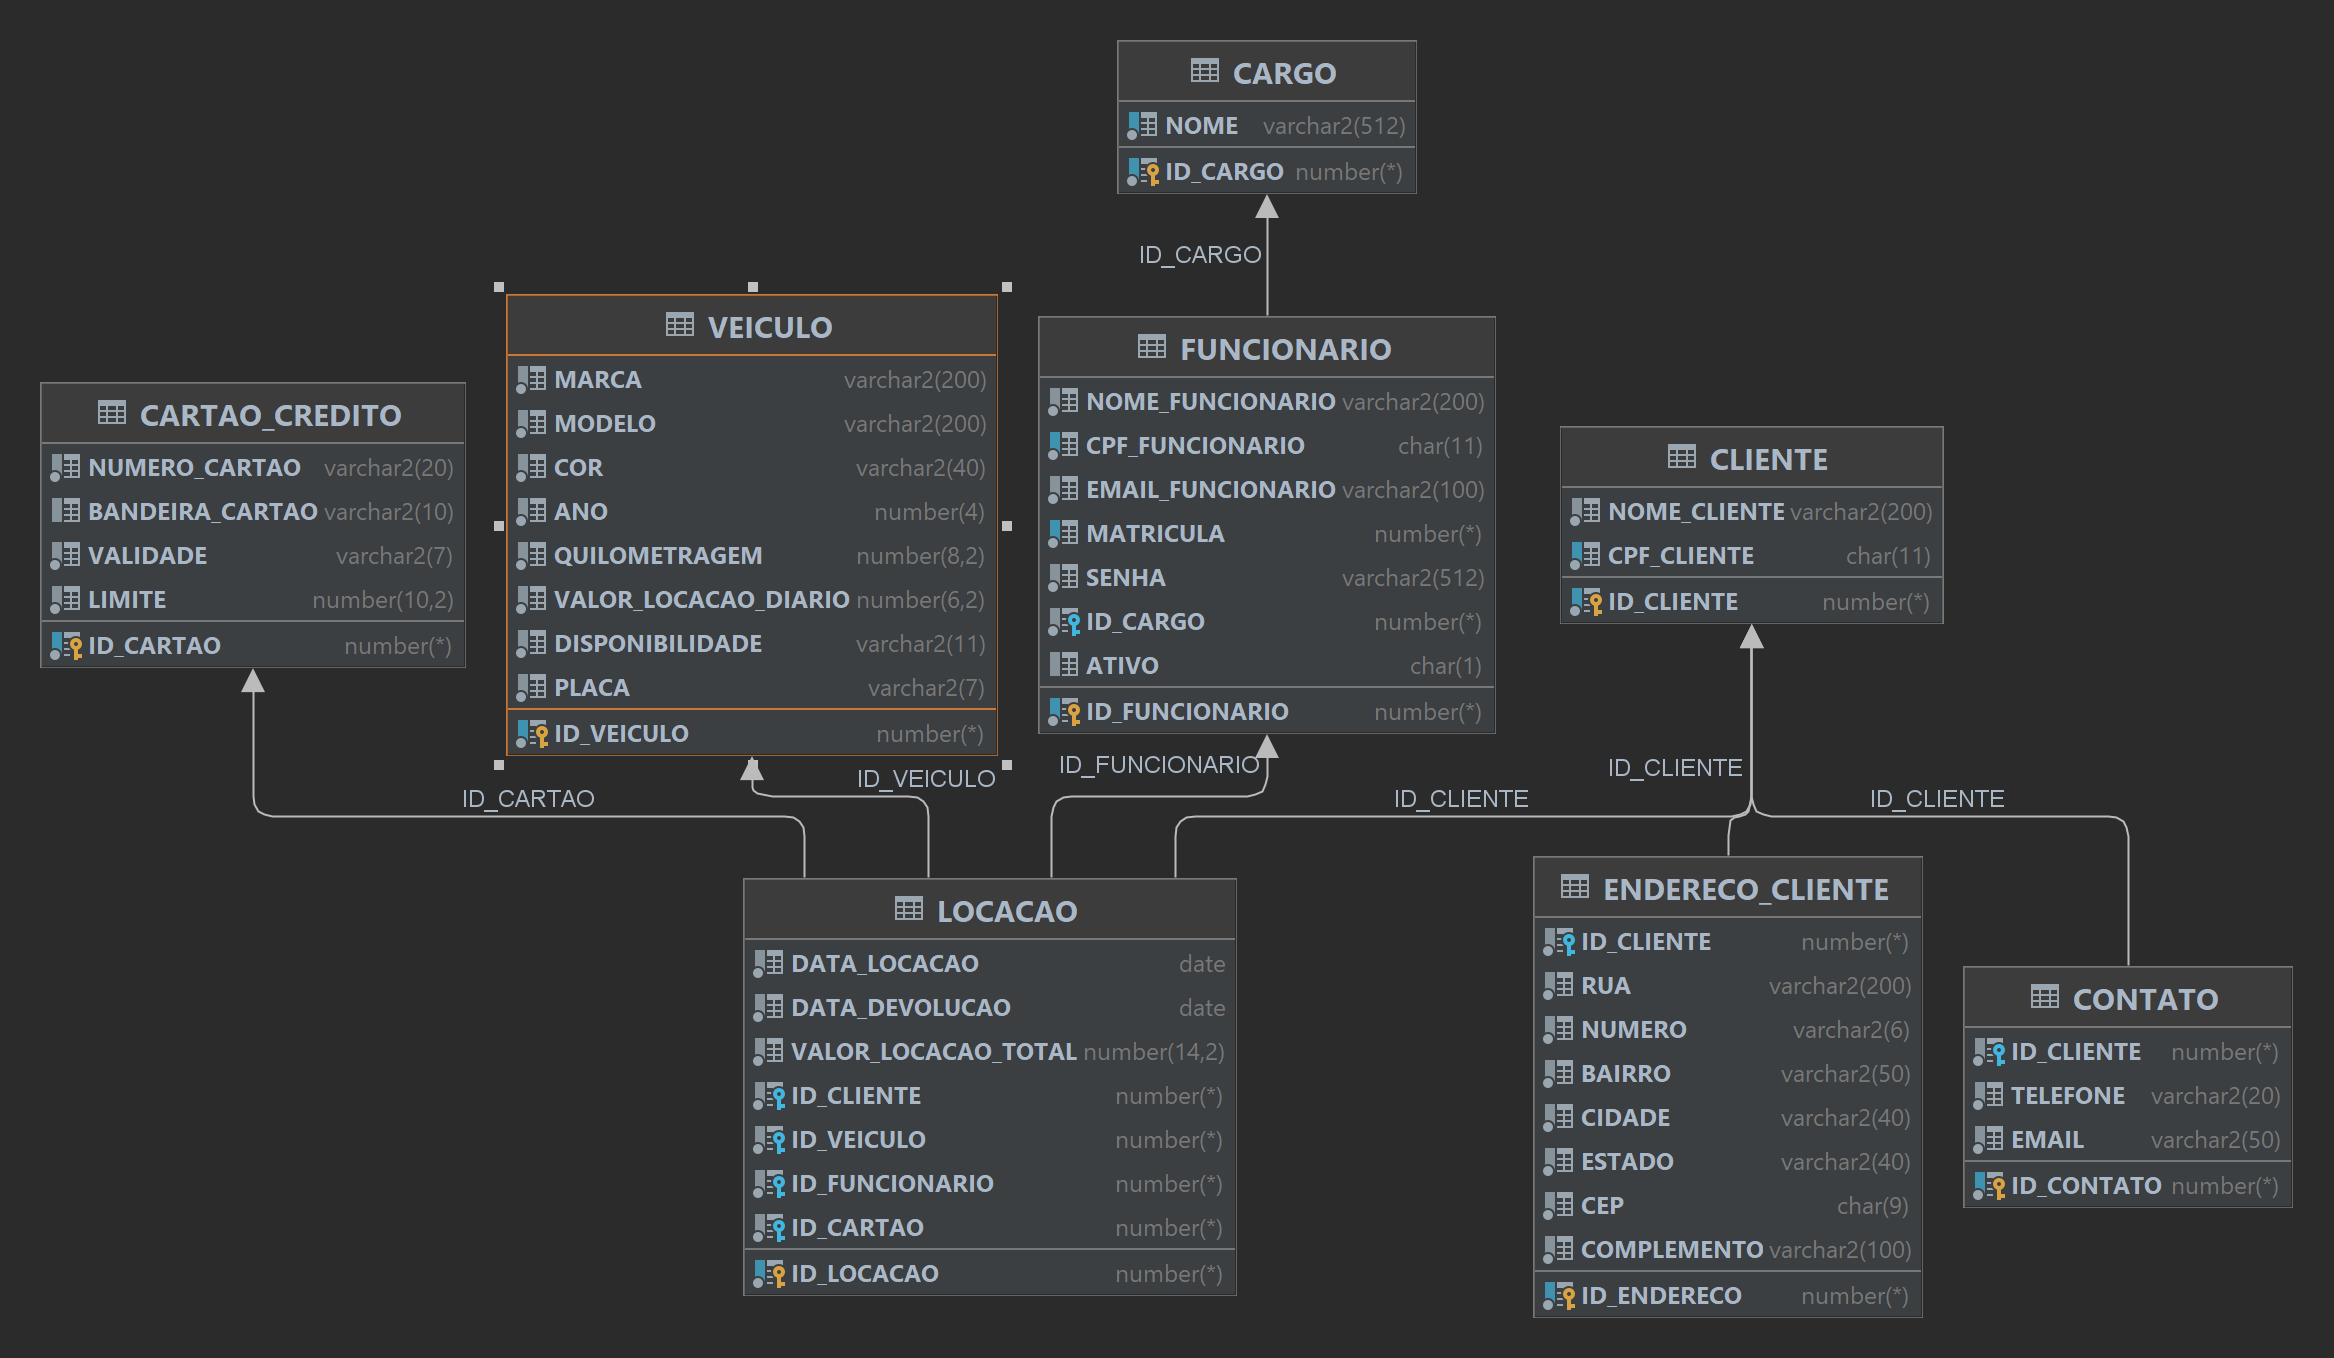 CARGO
NOME varchar2(512)
ID_CARGO number(*)
ID_CARGO
VEICULO
MARCA varchar2(200)
MODELO varchar2(200)
COR varchar2(40)
ANO number(4)
QUILOMETRAGEM number(8,2)
VALOR_LOCACAO_DIARIO number(6,2)
DISPONIBILIDADE varchar2(11)
PLACA varchar2(7)
ID_VEICULO number(*)
FUNCIONARIO
NOME_FUNCIONARIO varchar2(200)
CPF_FUNCIONARIO char(11)
EMAIL_FUNCIONARIO varchar2(100)
MATRICULA number(*)
SENHA varchar2(512)
ID_CARGO number(*)
ATIVO char(1)
ID_FUNCIONARIO number(*)
CARTAO_CREDITO
NUMERO_CARTAO varchar2(20)
BANDEIRA_CARTAO varchar2(10)
VALIDADE varchar2(7)
LIMITE number(10,2)
ID_CARTAO number(*)
CLIENTE
NOME_CLIENTE varchar2(200)
CPF_CLIENTE char(11)
ID_CLIENTE number(*)
ID_CARTAO
ID_VEICULO
ID_FUNCIONARIO
ID_CLIENTE
ID_CLIENTE
ID_CLIENTE
LOCACAO
DATA_LOCACAO date
DATA_DEVOLUCAO date
VALOR_LOCACAO_TOTAL number(14,2)
ID_CLIENTE number(*)
ID_VEICULO number(*)
ID_FUNCIONARIO number(*)
ID_CARTAO number(*)
ID_LOCACAO number(*)
ENDERECO_CLIENTE
ID_CLIENTE number(*)
RUA varchar2(200)
NUMERO varchar2(6)
BAIRRO varchar2(50)
CIDADE varchar2(40)
ESTADO varchar2(40)
CEP char(9)
COMPLEMENTO varchar2(100)
ID_ENDERECO number(*)
CONTATO
ID_CLIENTE number(*)
TELEFONE varchar2(20)
EMAIL varchar2(50)
ID_CONTATO number(*)